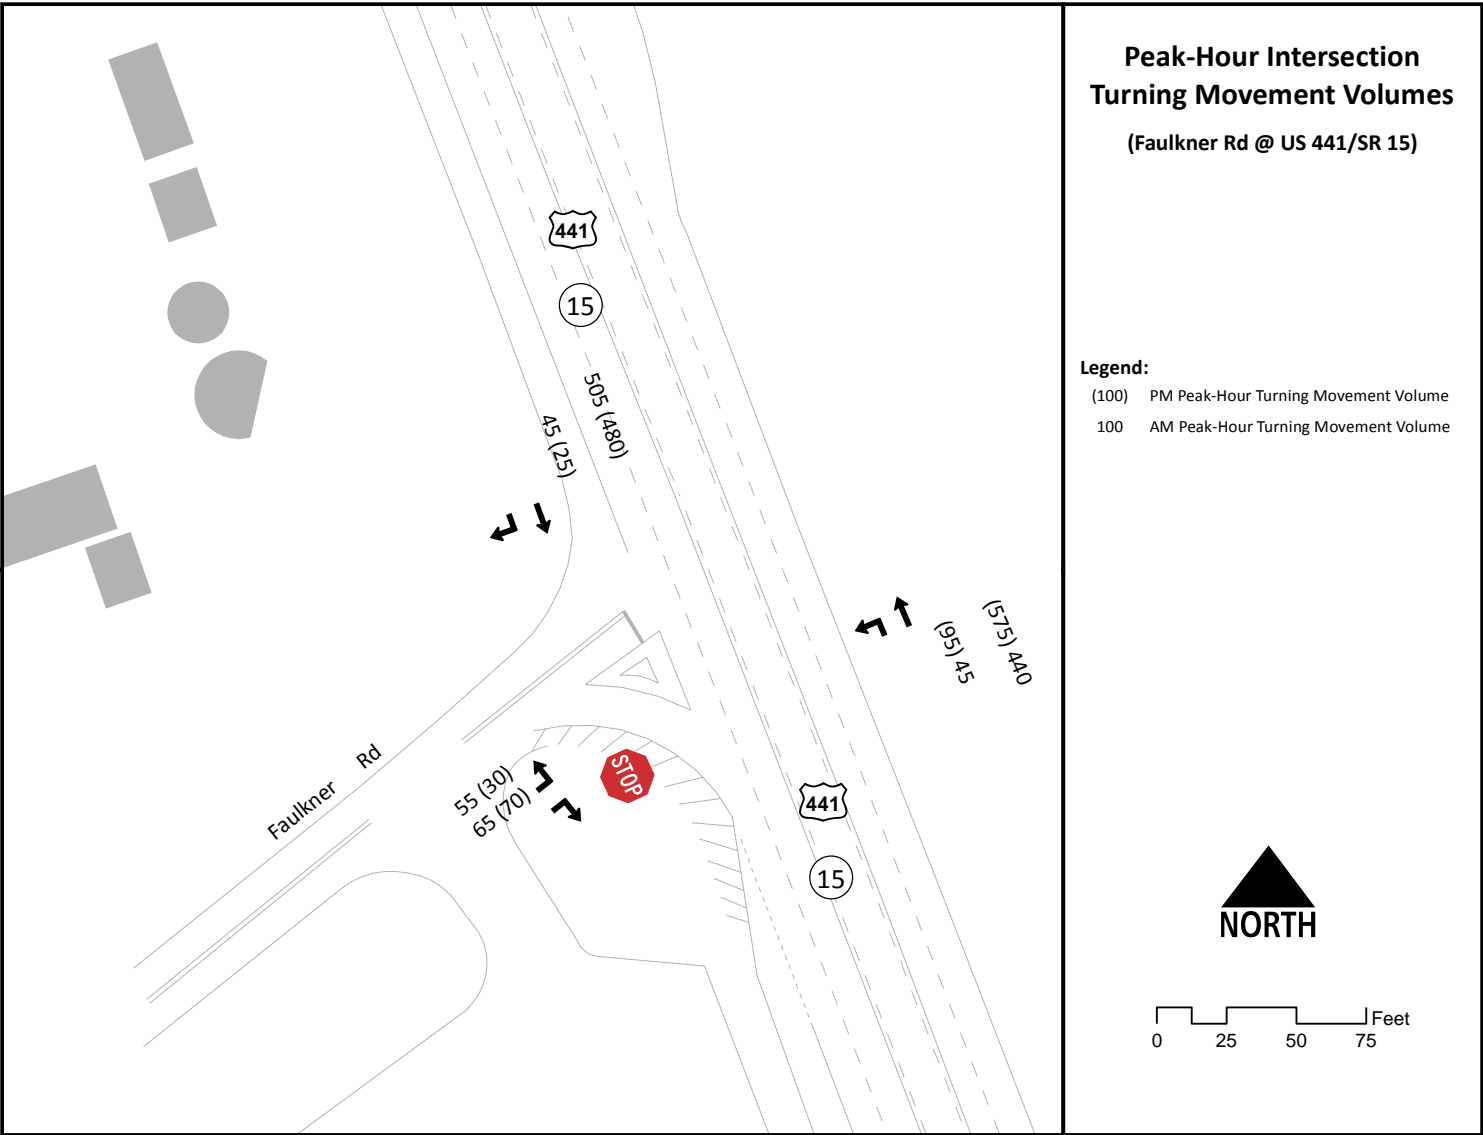 Peak-Hour Intersection
Turning Movement Volumes
(Faulkner Rd @ US 441/SR 15)
441
15
505 (480)
45 (25)
Legend:
(100) PM Peak-Hour Turning Movement Volume
100 AM Peak-Hour Turning Movement Volume
(575) 440
(95) 45
Faulkner Rd
55 (30)
65 (70)
STOP
441
15
NORTH
Feet
0 25 50 75